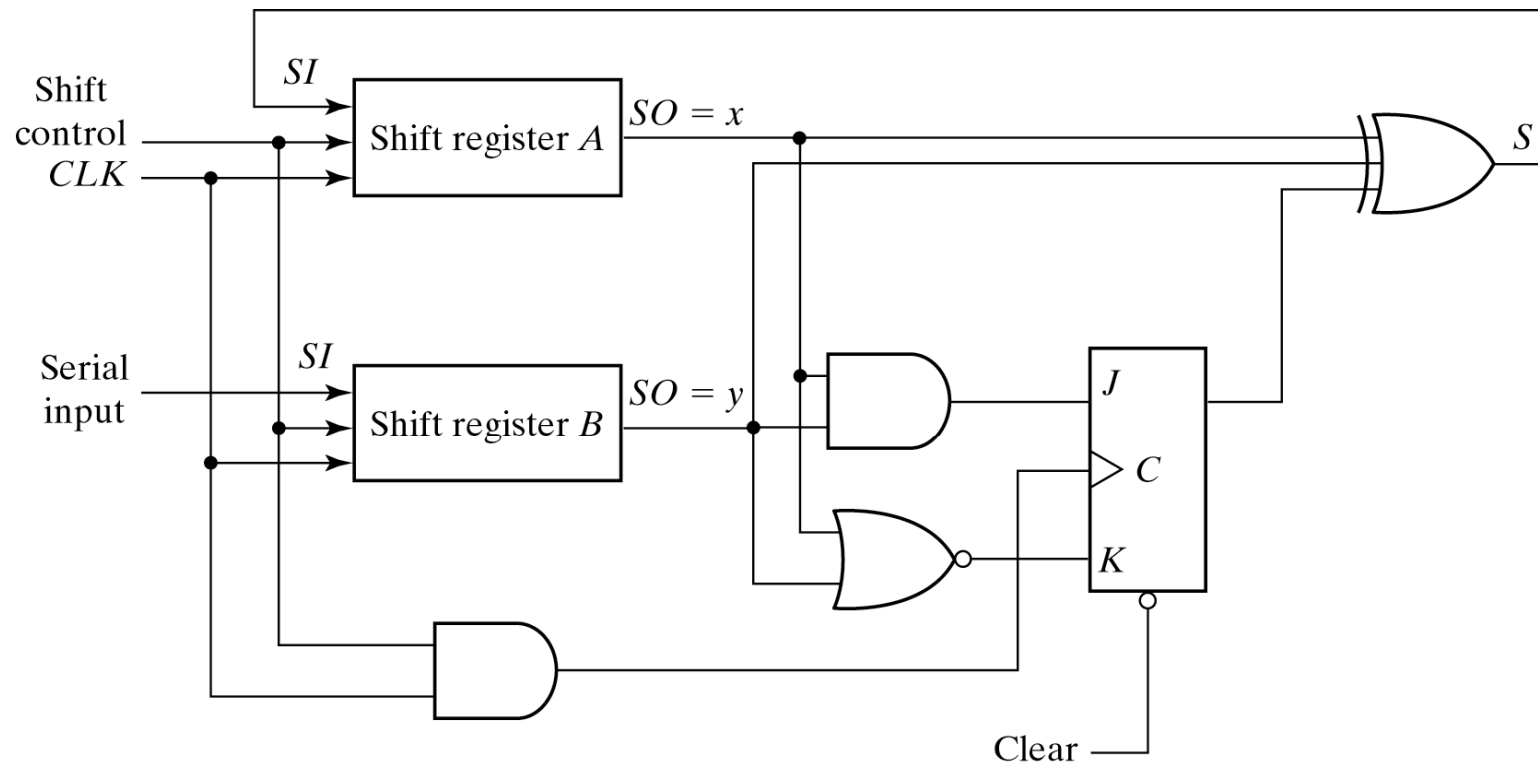 SI
Shift
control
CLK
Shift register A
SO = x
S
Serial
input
SI
Shift register B
SO = y
J
C
K
Clear